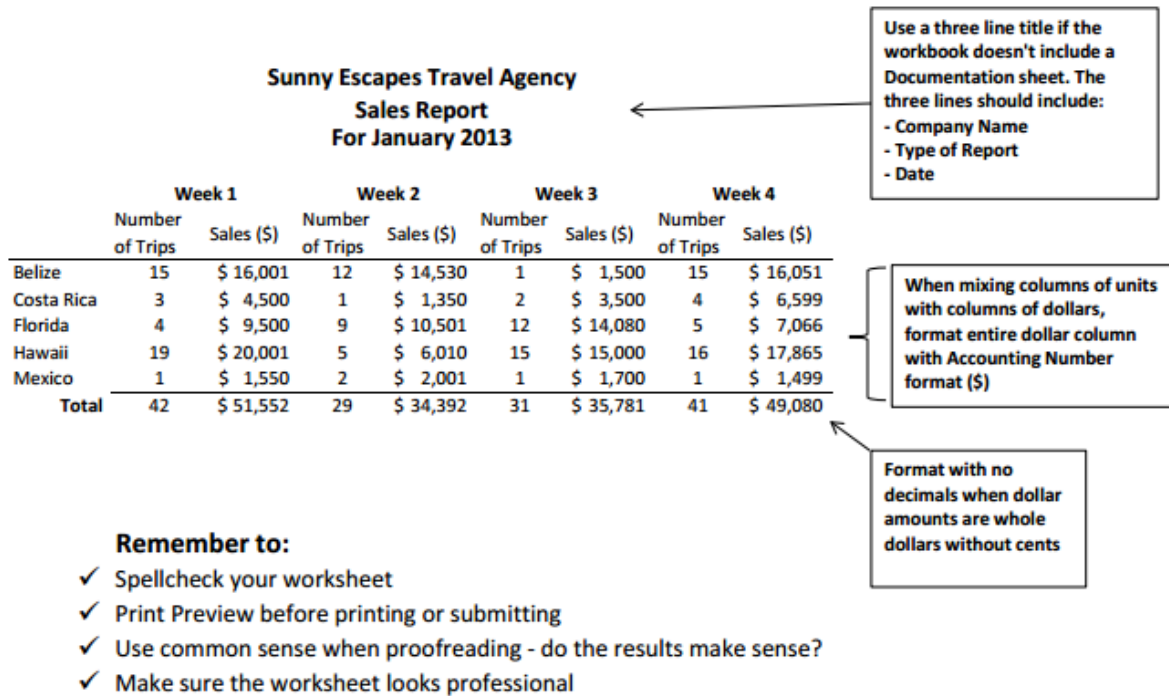 Sunny Escapes Travel Agency
Sales Report
For January 2013
Use a three line title if the
workbook doesn't include a
Documentation sheet. The
three lines should include:
- Company Name
- Type of Report
- Date
Week 1 Week 2 Week 3 Week 4
Number of Trips Sales ($) Number of Trips Sales ($) Number of Trips Sales ($) Number of Trips Sales ($)
Belize 15 $ 16,001 12 $ 14,530 1 $ 1,500 15 $ 16,051
Costa Rica 3 $ 4,500 1 $ 1,350 2 $ 3,500 4 $ 6,599
Florida 4 $ 9,500 9 $ 10,501 12 $ 14,080 5 $ 7,066
Hawaii 19 $ 20,001 5 $ 6,010 15 $ 15,000 16 $ 17,865
Mexico 1 $ 1,550 2 $ 2,001 1 $ 1,700 1 $ 1,499
Total 42 $ 51,552 29 $ 34,392 31 $ 35,781 41 $ 49,080
When mixing columns of units
with columns of dollars,
format entire dollar column
with Accounting Number
format ($)
Format with no
decimals when dollar
amounts are whole
dollars without cents
Remember to:
✓ Spellcheck your worksheet
✓ Print Preview before printing or submitting
✓ Use common sense when proofreading - do the results make sense?
✓ Make sure the worksheet looks professional